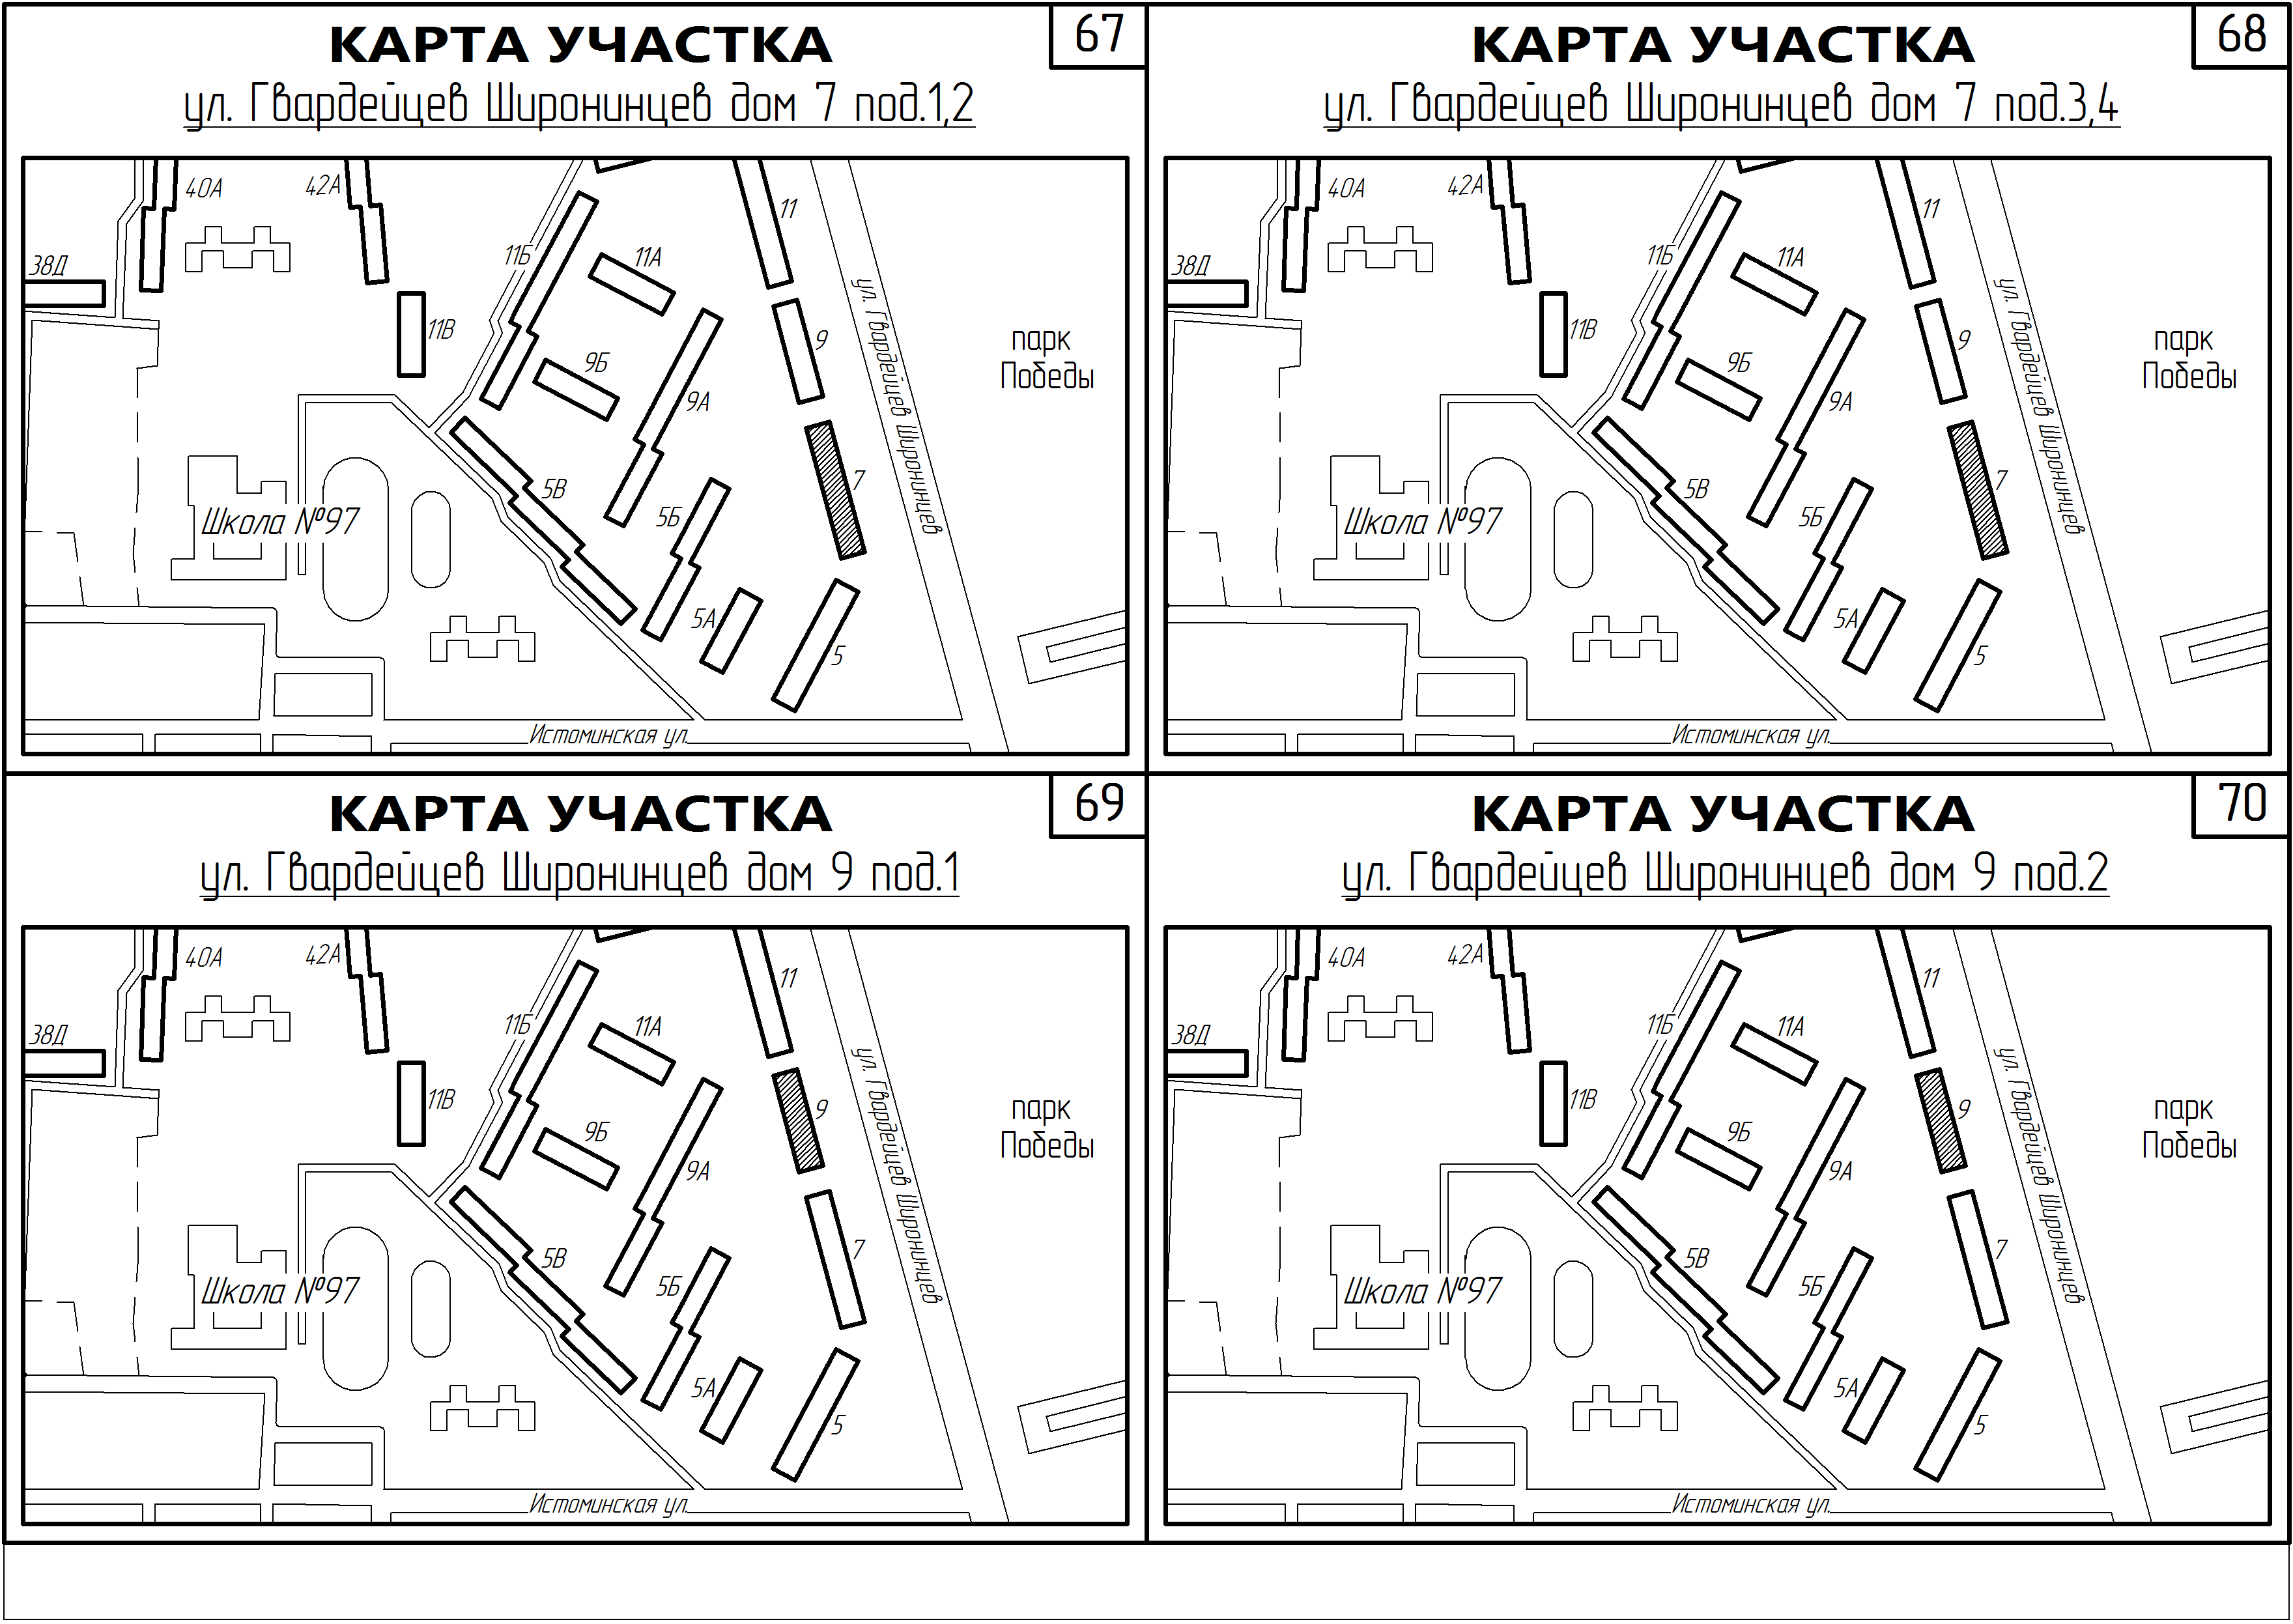 67
КАРТА УЧАСТКА
ул. Гвардейцев Широнинцев дом 7 под.1,2
40А
42А
11
11Б
11А
38Д
ул. Гвардейцев Широнинцев
11В
9
парк
Победы
9Б
9А
7
5В
5Б
Школа №97
5А
5
Истоминская ул.
68
КАРТА УЧАСТКА
ул. Гвардейцев Широнинцев дом 7 под.3,4
40А
42А
11
11Б
11А
38Д
ул. Гвардейцев Широнинцев
11В
9
парк
Победы
9Б
9А
7
5В
5Б
Школа №97
5А
5
Истоминская ул.
69
КАРТА УЧАСТКА
ул. Гвардейцев Широнинцев дом 9 под.1
40А
42А
11
11Б
11А
38Д
ул. Гвардейцев Широнинцев
11В
9
парк
Победы
9Б
9А
7
5В
5Б
Школа №97
5А
5
Истоминская ул.
70
КАРТА УЧАСТКА
ул. Гвардейцев Широнинцев дом 9 под.2
40А
42А
11
11Б
11А
38Д
ул. Гвардейцев Широнинцев
11В
9
парк
Победы
9Б
9А
7
5В
5Б
Школа №97
5А
5
Истоминская ул.